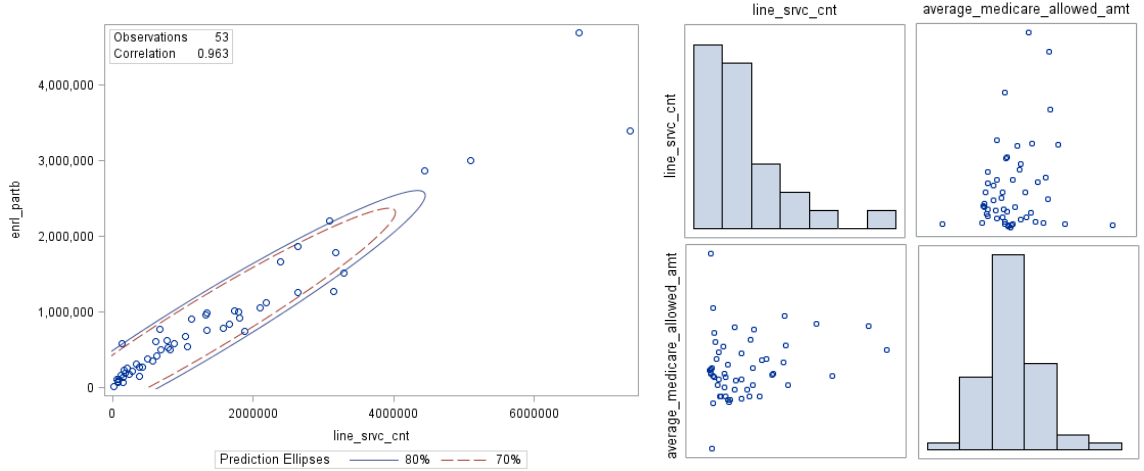 Observations 53
Correlation 0.963
4,000,000
3,000,000
2,000,000
1,000,000
0
enrl_partb
0 2000000 4000000 6000000
line_srvc_cnt
Prediction Ellipses 80% 70%
line_srvc_cnt average_medicare_allowed_amt
line_srvc_cnt
average_medicare_allowed_amt